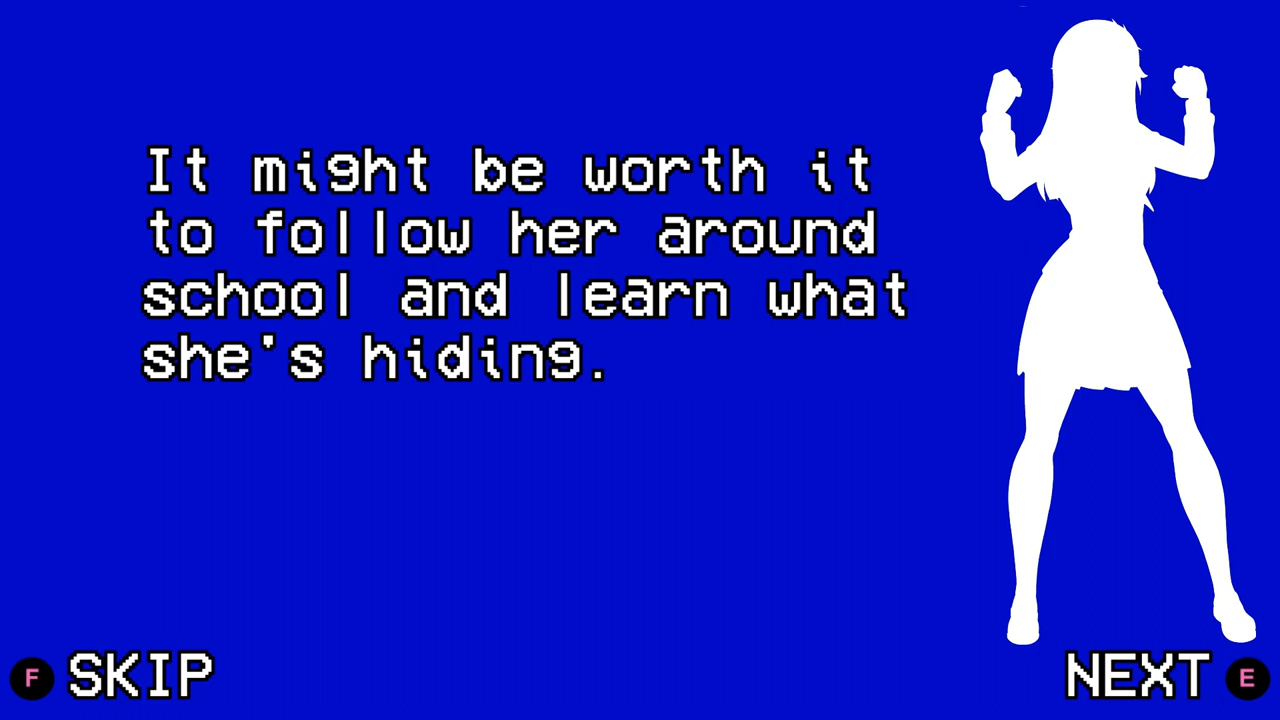 It might be worth it
to follow her around
school and learn what
she's hiding.
F SKIP
NEXT E